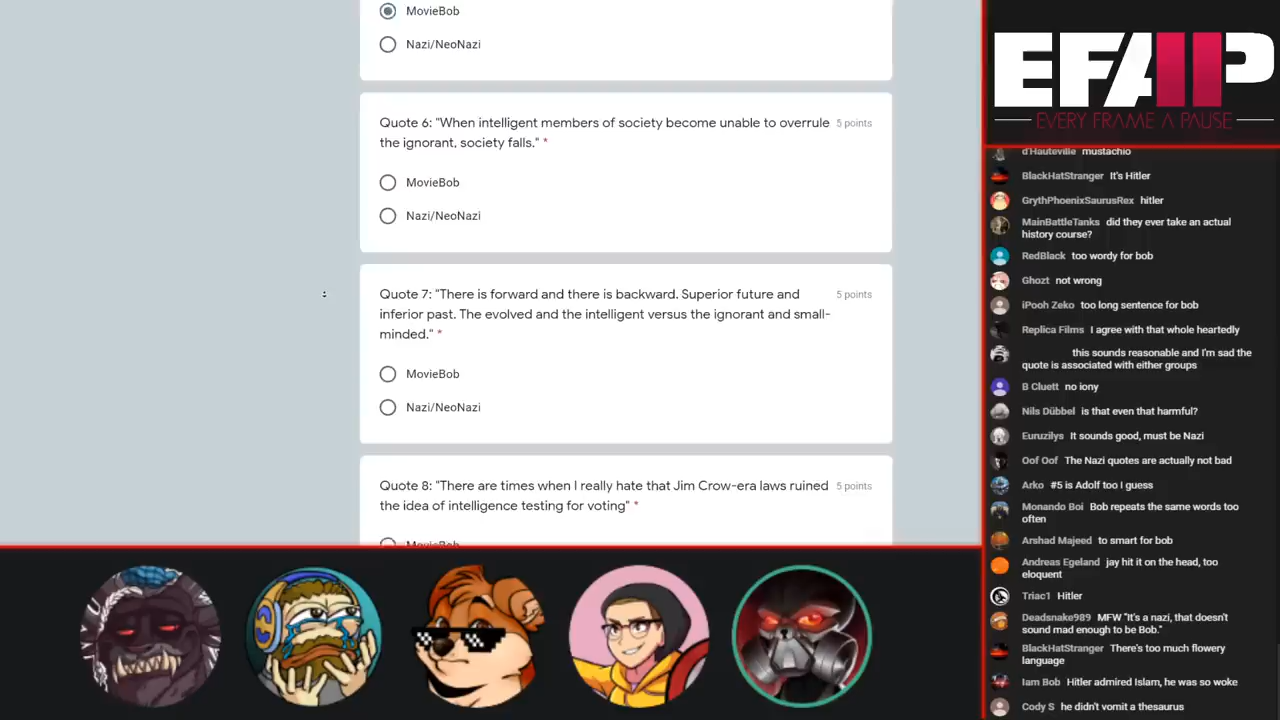 MovieBob
Nazi/NeoNazi
Quote 6: "When intelligent members of society become unable to overrule 5 points
the ignorant, society falls." *
MovieBob
Nazi/NeoNazi
Quote 7: "There is forward and there is backward. Superior future and 5 points
inferior past. The evolved and the intelligent versus the ignorant and small-
minded." *
MovieBob
Nazi/NeoNazi
Quote 8: "There are times when I really hate that Jim Crow-era laws ruined 5 points
the idea of intelligence testing for voting" *
MovieBob
EFAP
EVERY FRAME A PAUSE
d'Hauteville mustachio
BlackHatStranger It's Hitler
GrythPhoenixSaurusRex hitler
MainBattleTanks did they ever take an actual
history course?
RedBlack too wordy for bob
Ghozt not wrong
iPooh Zeko too long sentence for bob
Replica Films I agree with that whole heartedly
this sounds reasonable and I'm sad the
quote is associated with either groups
B Cluett no iony
Nils Dübbel is that even that harmful?
Euruzilys It sounds good, must be Nazi
Oof Oof The Nazi quotes are actually not bad
Arko #5 is Adolf too I guess
Monando Boi Bob repeats the same words too
often
Arshad Majeed to smart for bob
Andreas Egeland jay hit it on the head, too
eloquent
Triac1 Hitler
Deadsnake989 MFW "It's a nazi, that doesn't
sound mad enough to be Bob."
BlackHatStranger There's too much flowery
language
Iam Bob Hitler admired Islam, he was so woke
Cody S he didn't vomit a thesaurus